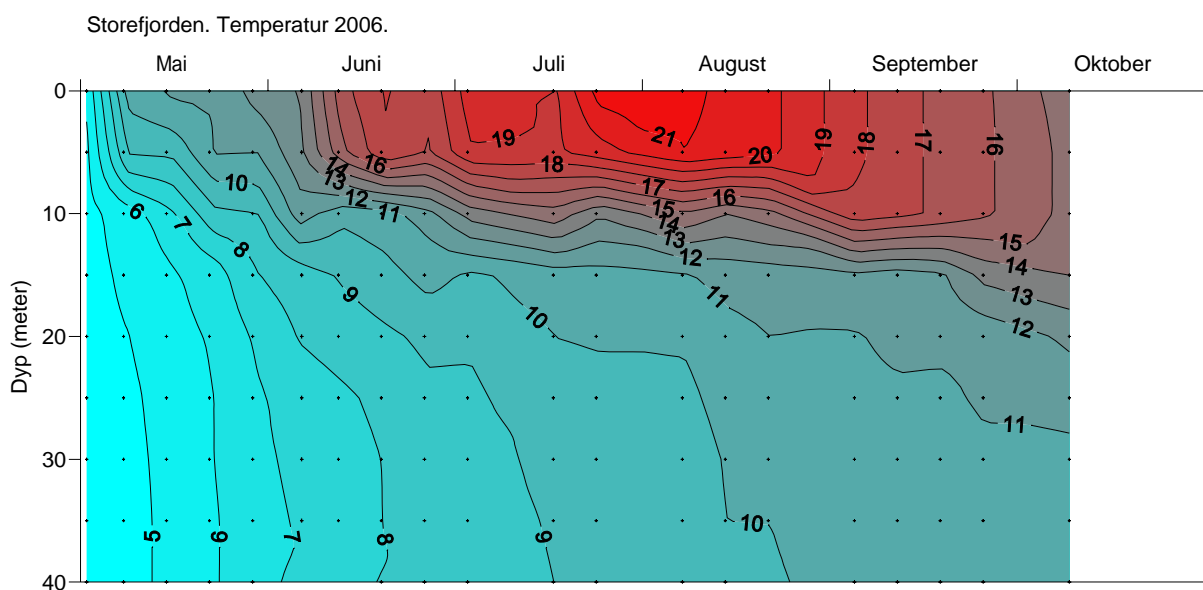 Storefjorden. Temperatur 2006.
Mai Juni Juli August September Oktober
0
10
20
30
40
Dyp (meter)
19 21 20 19 18 17 16
14 16 18
13 17 16
10 12 11 15
6 7 14 15
8 13 12 14
9 11 13
10 12
11
5 6 7 8 9 10